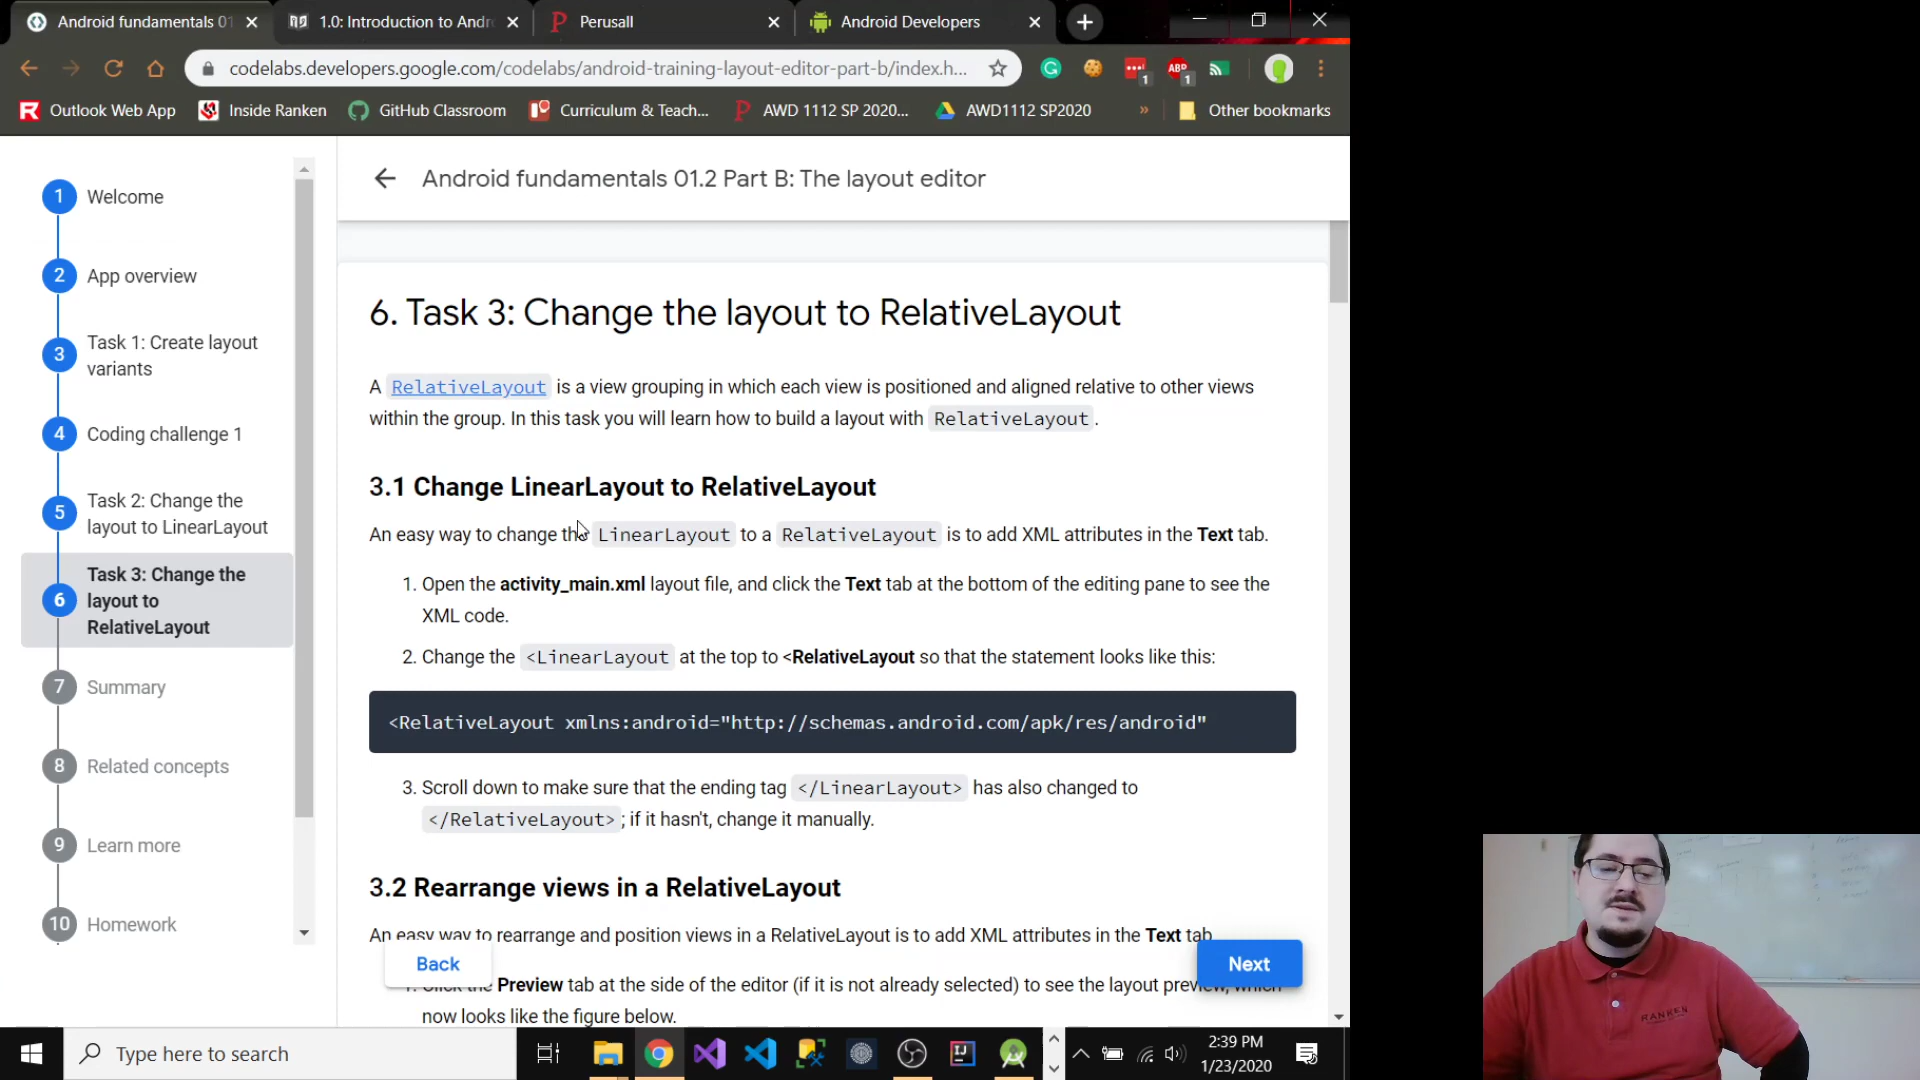 Android fundamentals 01
1.0: Introduction to Andr
Perusall
Android Developers
codelabs.developers.google.com/codelabs/android-training-layout-editor-part-b/index.h...
1
ABP
1
Outlook Web App
Inside Ranken
GitHub Classroom
Curriculum & Teach...
AWD 1112 SP 2020...
AWD1112 SP2020
»
Other bookmarks
1 Welcome
2 App overview
3 Task 1: Create layout
variants
4 Coding challenge 1
5 Task 2: Change the
layout to LinearLayout
6 Task 3: Change the
layout to
RelativeLayout
7 Summary
8 Related concepts
9 Learn more
10 Homework
Android fundamentals 01.2 Part B: The layout editor
6. Task 3: Change the layout to RelativeLayout
A RelativeLayout is a view grouping in which each view is positioned and aligned relative to other views
within the group. In this task you will learn how to build a layout with RelativeLayout.
3.1 Change LinearLayout to RelativeLayout
An easy way to change the LinearLayout to a RelativeLayout is to add XML attributes in the Text tab.
1. Open the activity_main.xml layout file, and click the Text tab at the bottom of the editing pane to see the
XML code.
2. Change the <LinearLayout at the top to <RelativeLayout so that the statement looks like this:
<RelativeLayout xmlns:android="http://schemas.android.com/apk/res/android"
3. Scroll down to make sure that the ending tag </LinearLayout> has also changed to
</RelativeLayout>; if it hasn't, change it manually.
3.2 Rearrange views in a RelativeLayout
An easy way to rearrange and position views in a RelativeLayout is to add XML attributes in the Text tab
1. Click the Preview tab at the side of the editor (if it is not already selected) to see the layout preview, which
now looks like the figure below.
Back
Next
Type here to search
2:39 PM
1/23/2020
RANKEN